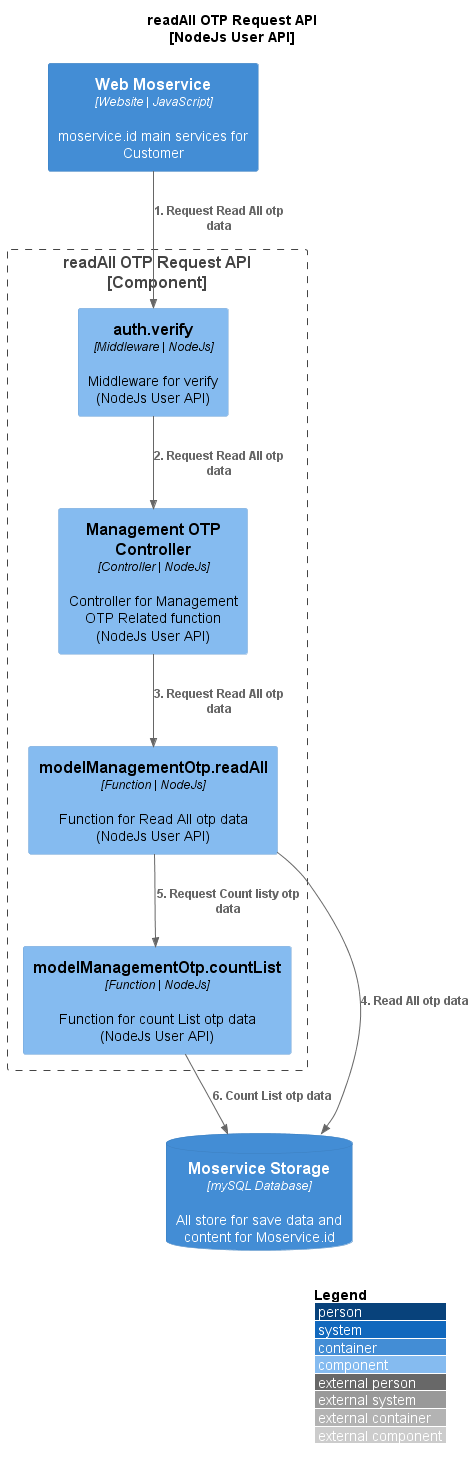 readAll OTP Request API
[NodeJs User API]
Web Moservice
[Website | JavaScript]
moservice.id main services for
Customer
1. Request Read All otp
data
readAll OTP Request API
[Component]
auth.verify
[Middleware | NodeJs]
Middleware for verify
(NodeJs User API)
2. Request Read All otp
data
Management OTP
Controller
[Controller | NodeJs]
Controller for Management
OTP Related function
(NodeJs User API)
3. Request Read All otp
data
modelManagementOtp.readAll
[Function | NodeJs]
Function for Read All otp data
(NodeJs User API)
5. Request Count listy otp
data
modelManagementOtp.countList
[Function | NodeJs]
Function for count List otp data
(NodeJs User API)
4. Read All otp data
6. Count List otp data
Moservice Storage
[mySQL Database]
All store for save data and
content for Moservice.id
Legend
person
system
container
component
external person
external system
external container
external component